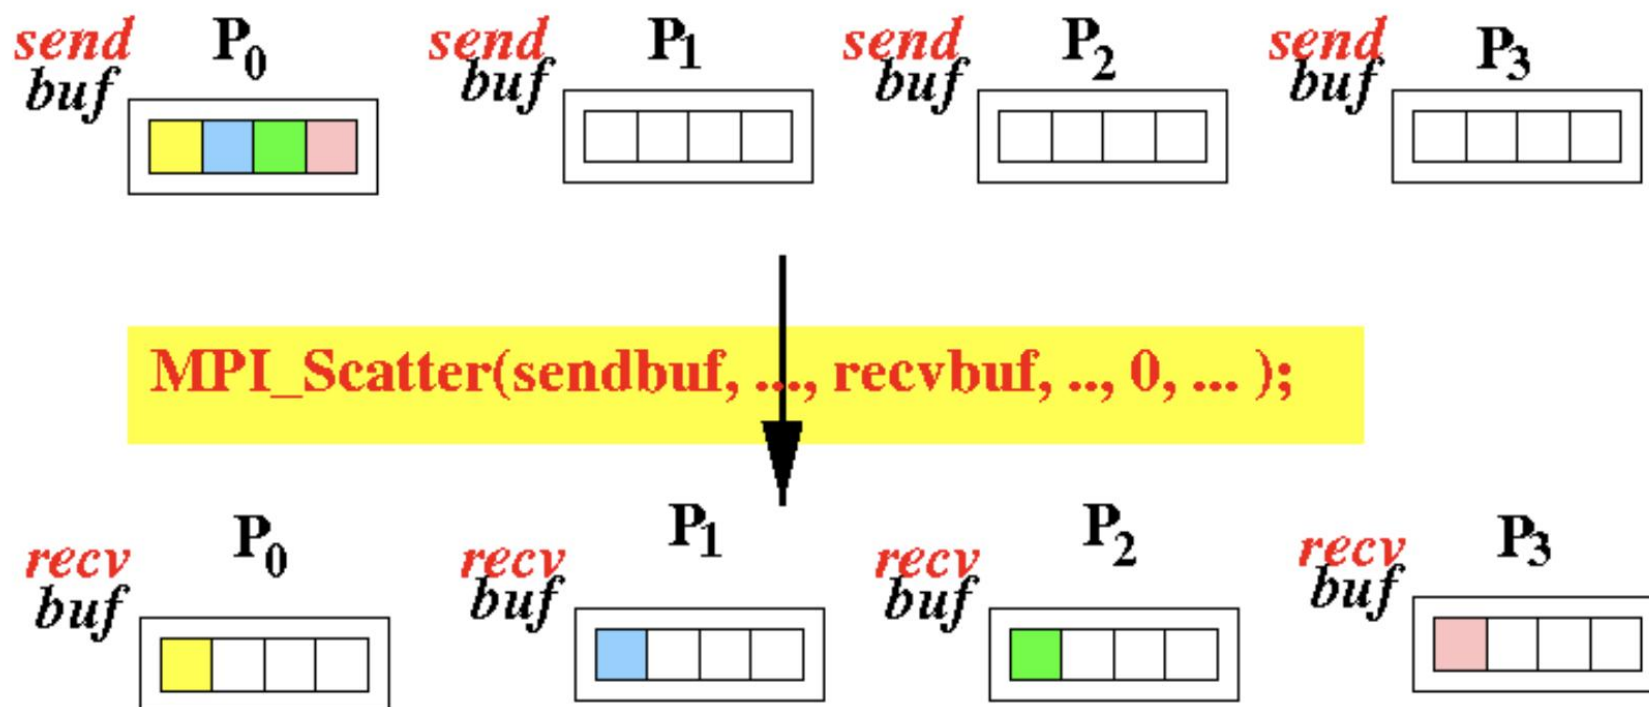 send P0 send P1 send P2 send P3
buf buf buf buf
MPI_Scatter(sendbuf, ..., recvbuf, .., 0, ... );
recv P0 recv P1 recv P2 recv P3
buf buf buf buf